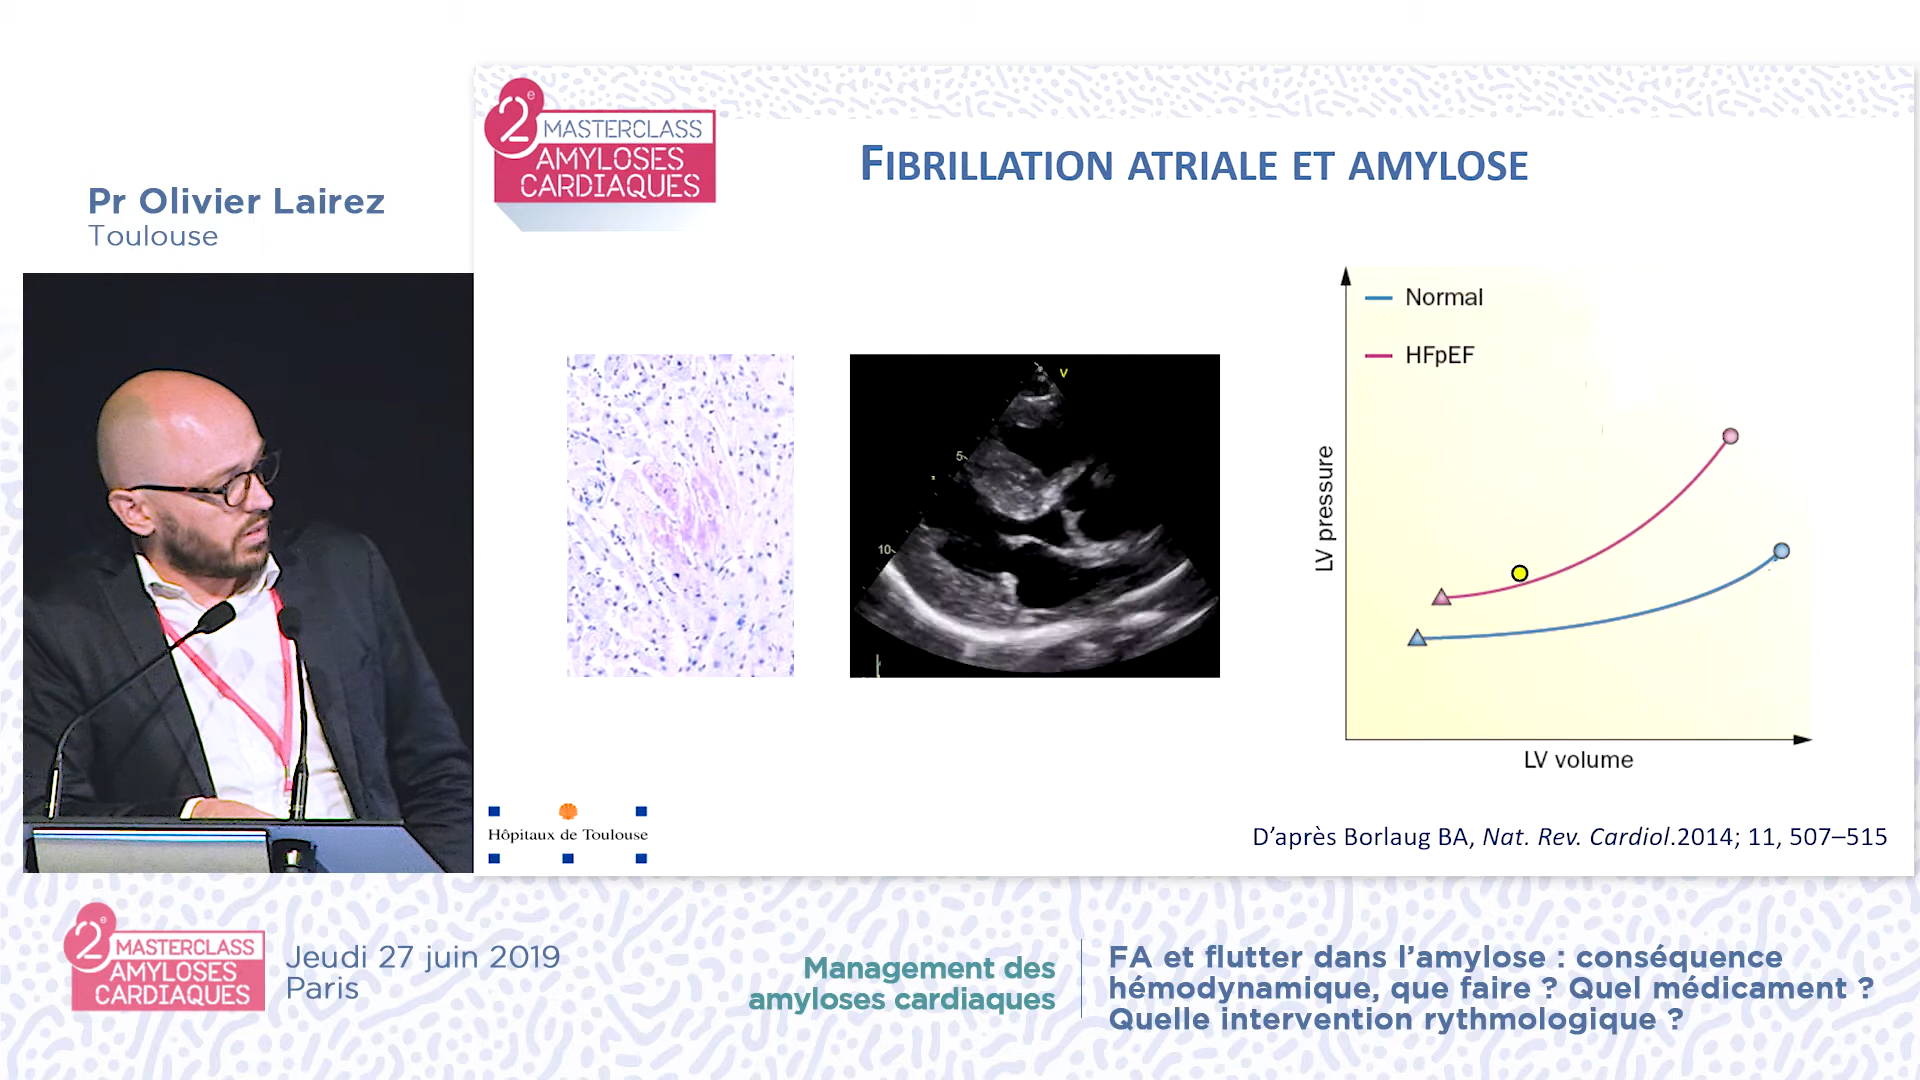 Pr Olivier Lairez
Toulouse
2e
MASTERCLASS
AMYLOSES
CARDIAQUES
FIBRILLATION ATRIALE ET AMYLOSE
V
5
10
Normal
HFpEF
LV pressure
LV volume
Hôpitaux de Toulouse
D’après Borlaug BA, Nat. Rev. Cardiol.2014; 11, 507–515
2e
MASTERCLASS
AMYLOSES
CARDIAQUES
Jeudi 27 juin 2019
Paris
Management des
amyloses cardiaques
FA et flutter dans l’amylose : conséquence
hémodynamique, que faire ? Quel médicament ?
Quelle intervention rythmologique ?